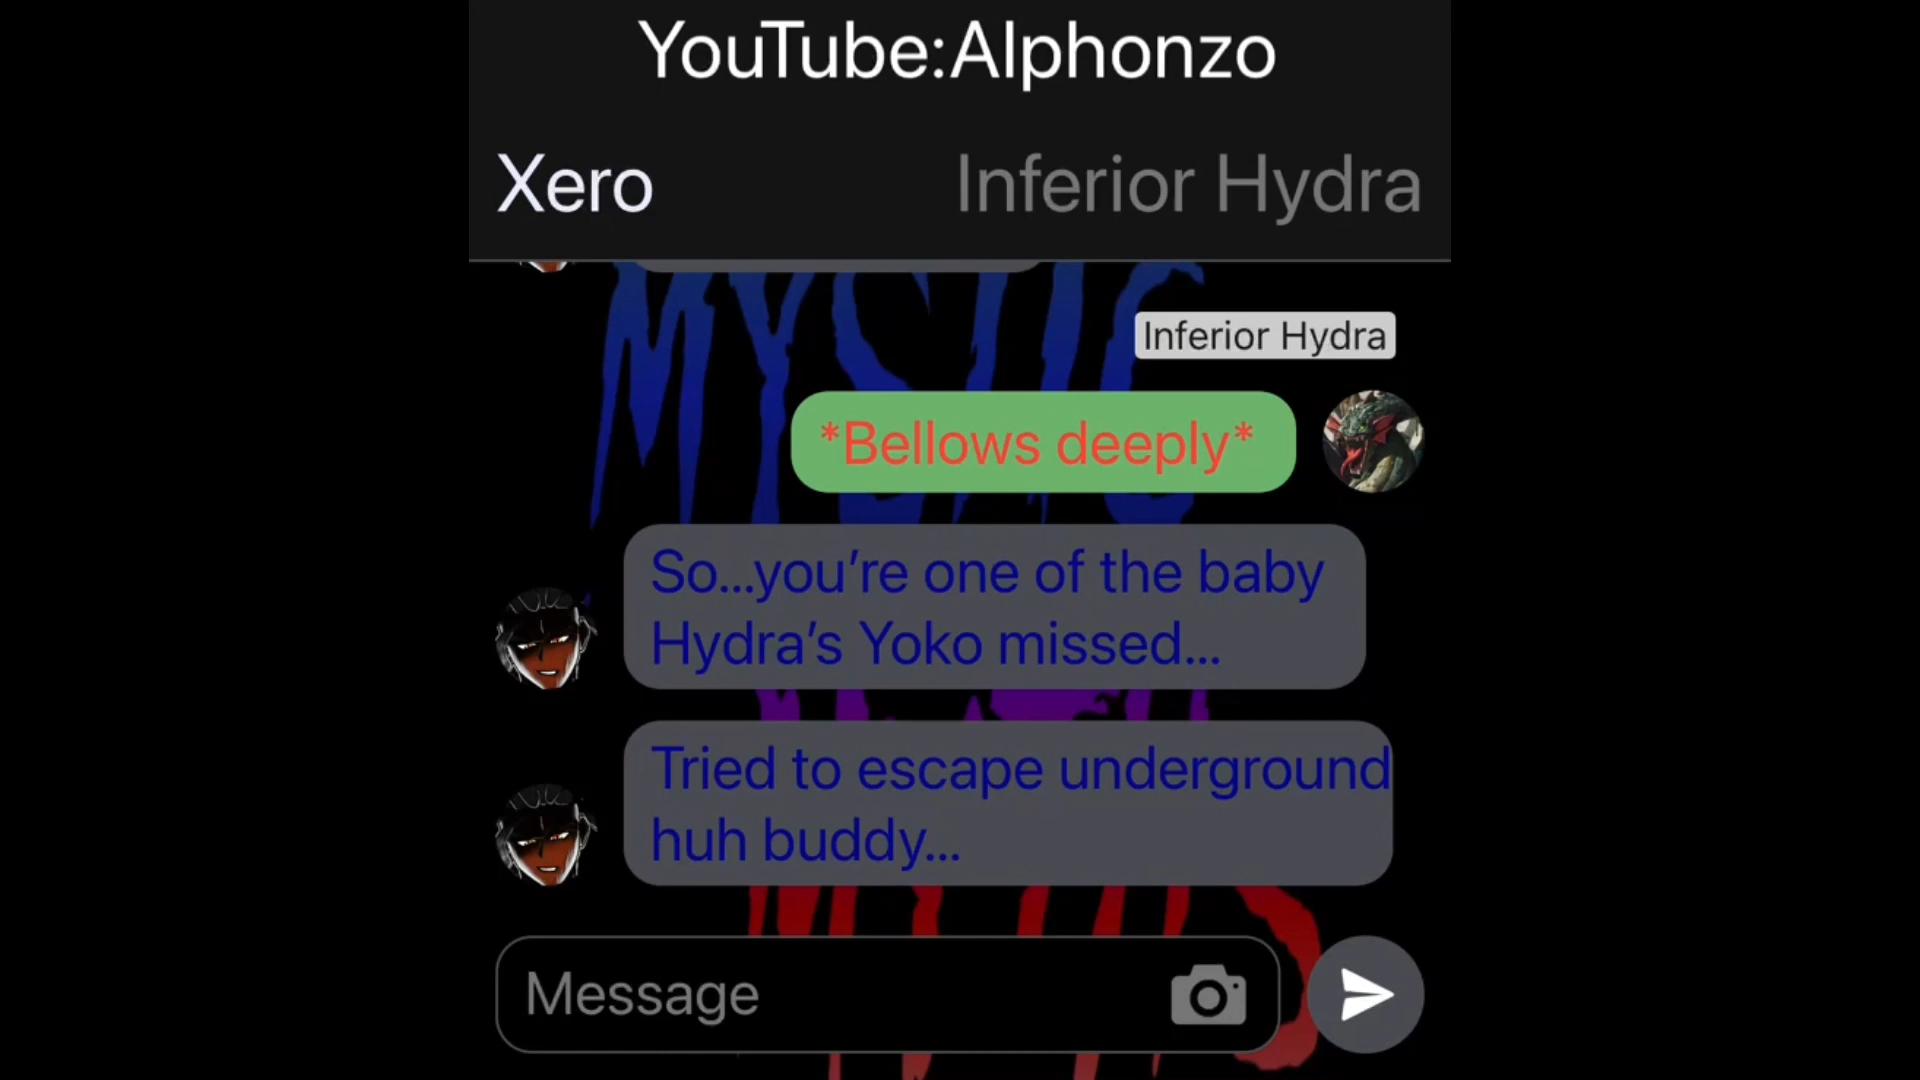 YouTube:Alphonzo
Xero
Inferior Hydra
MYSTIC
Inferior Hydra
*Bellows deeply*
So...you’re one of the baby
Hydra’s Yoko missed...
Tried to escape underground
huh buddy...
Message